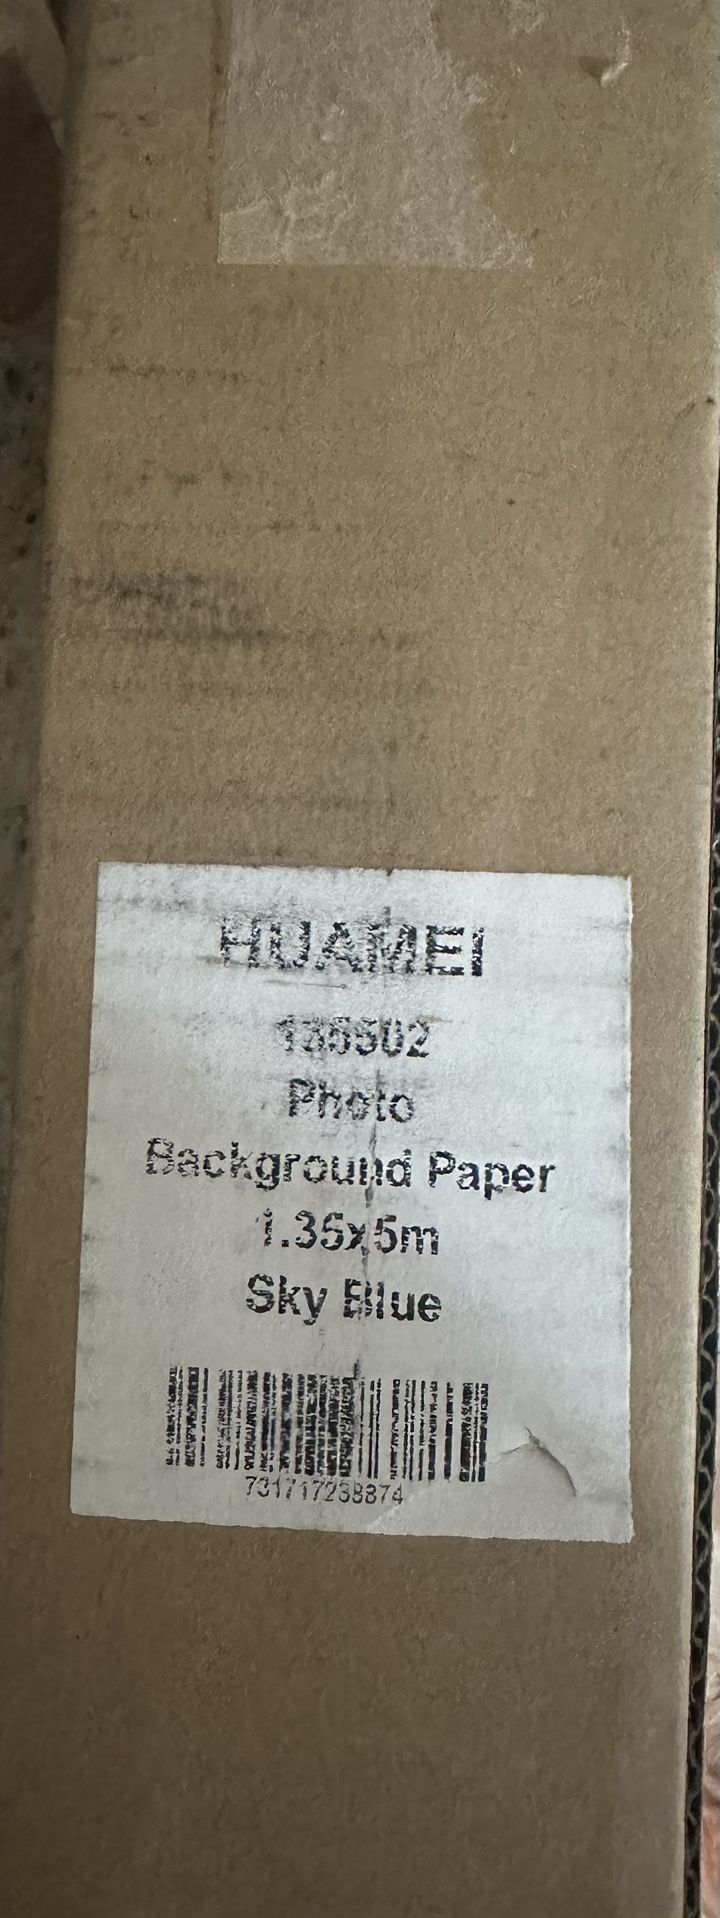 HUAMEI
135502
Photo
Background Paper
1.35x5m
Sky Blue
731717238874